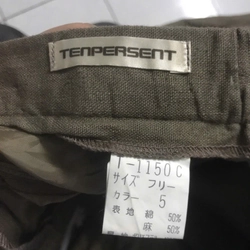 TENPERSENT
T-1150C
サイズ フリー
カラー 5
表地 綿 50%
麻 50%